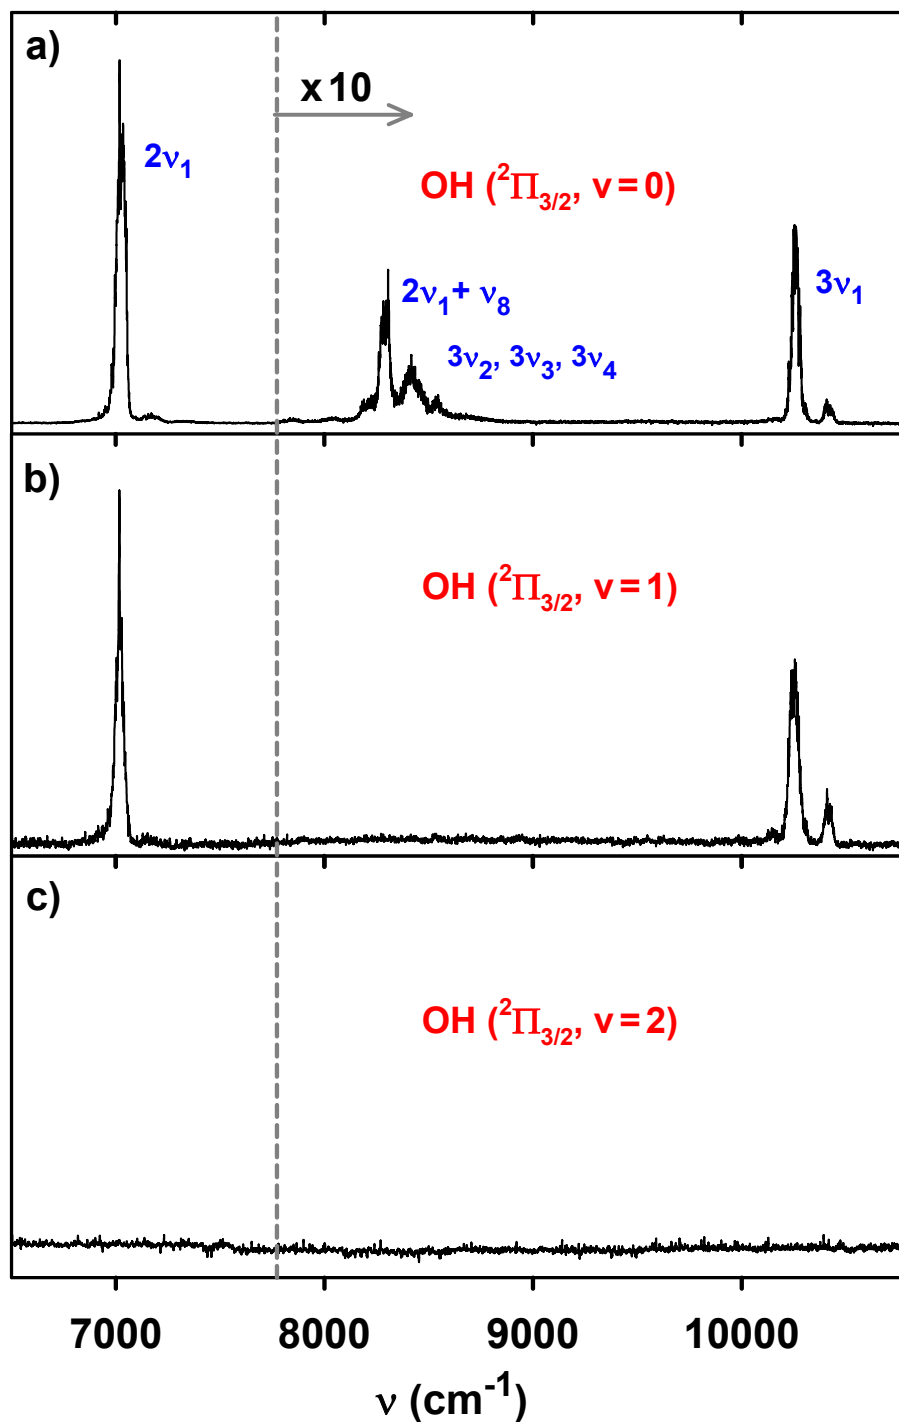 a)
x 10
2ν₁
OH (²Π₃/₂, v = 0)
2ν₁ + ν₈
3ν₁
3ν₂, 3ν₃, 3ν₄
b)
OH (²Π₃/₂, v = 1)
c)
OH (²Π₃/₂, v = 2)
7000 8000 9000 10000
ν (cm⁻¹)